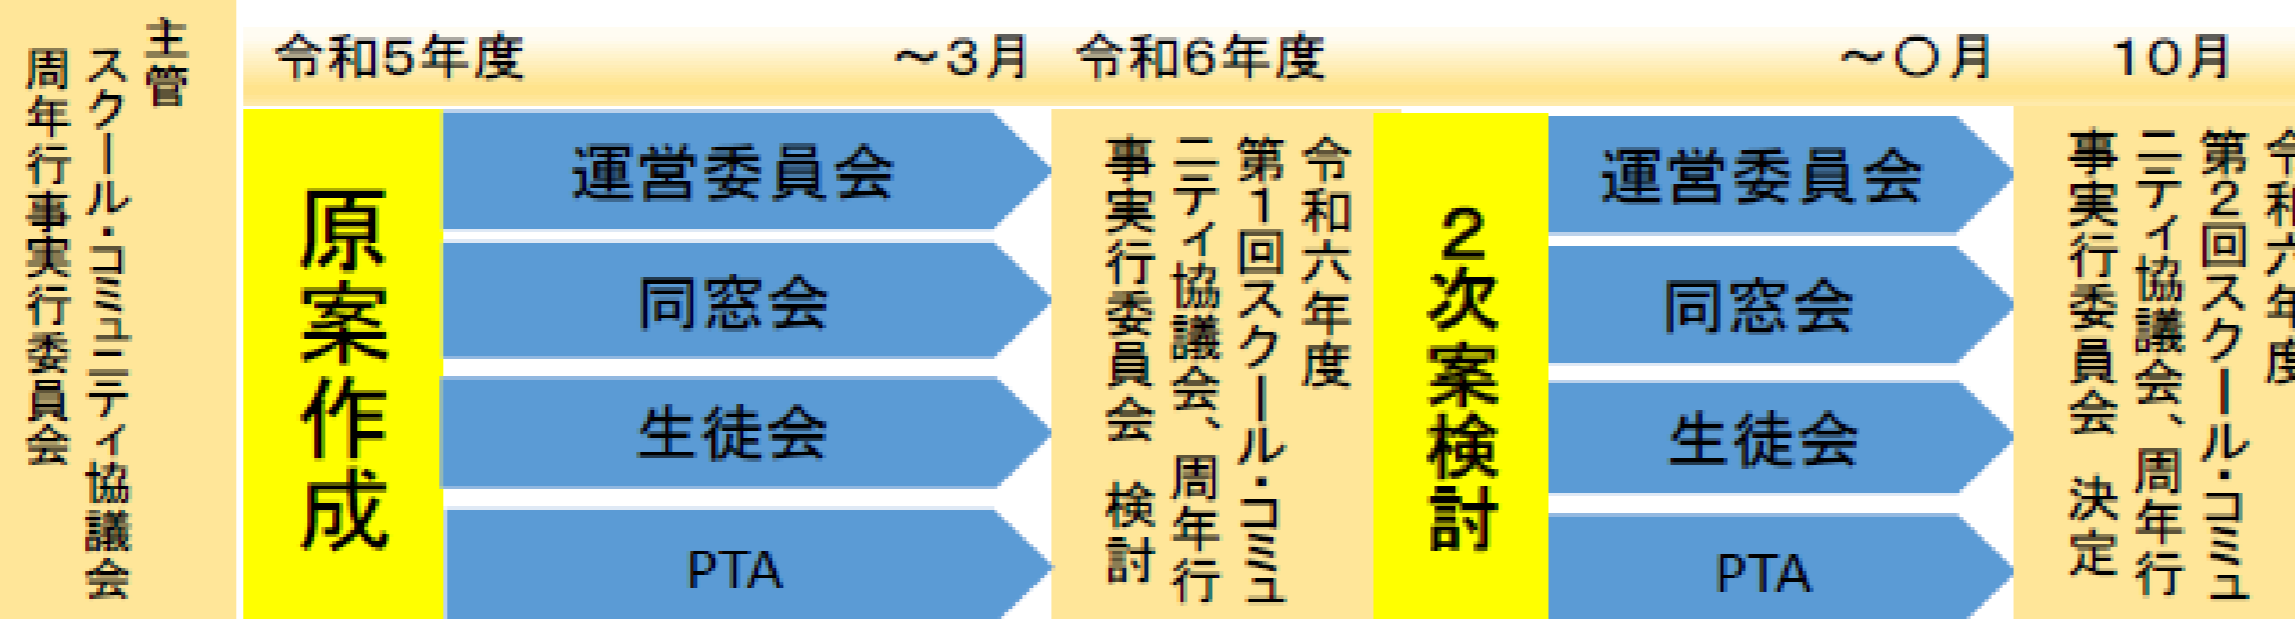 主管
スクール・コミュニティ協議会
周年行事実行委員会
令和5年度
～3月
令和6年度
～〇月
10月
原案作成
運営委員会
同窓会
生徒会
PTA
令和六年度
第1回スクール・コミュ
ニティ協議会、周年行
事実行委員会 検討
2次案検討
運営委員会
同窓会
生徒会
PTA
令和六年度
第2回スクール・コミュ
ニティ協議会、周年行
事実行委員会 決定